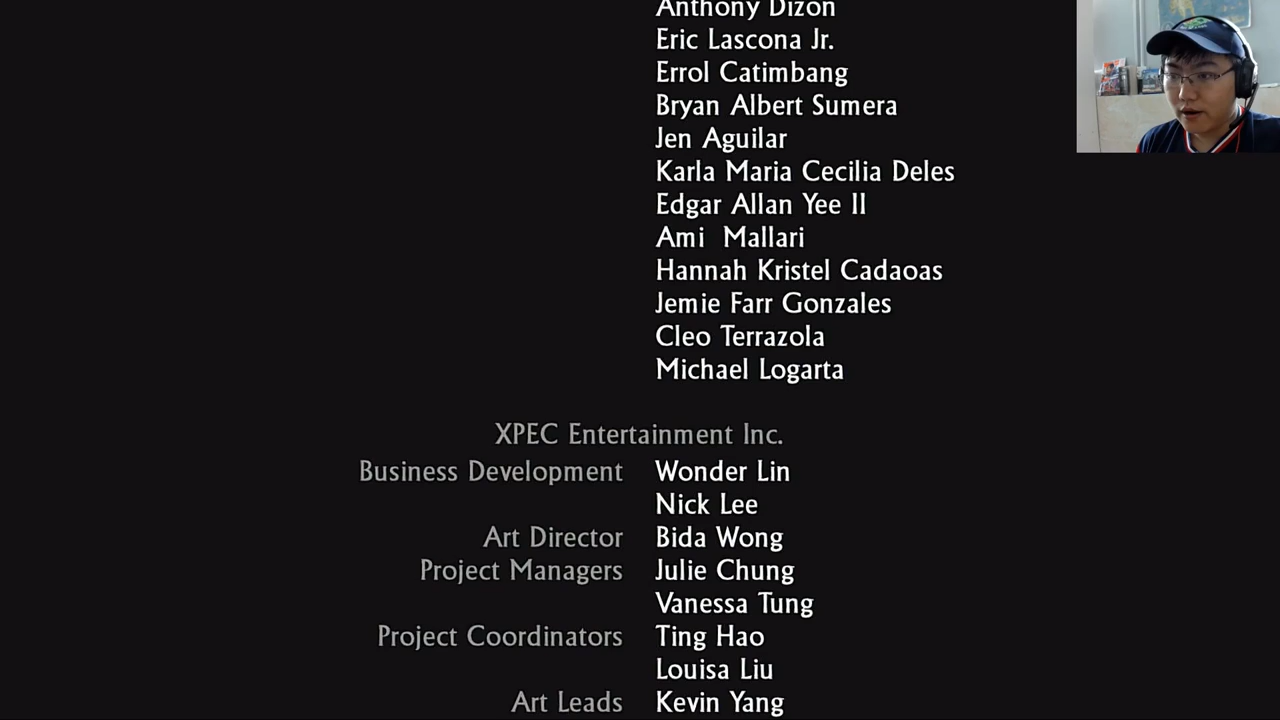 Anthony Dizon
Eric Lascona Jr.
Errol Catimbang
Bryan Albert Sumera
Jen Aguilar
Karla Maria Cecilia Deles
Edgar Allan Yee II
Ami  Mallari
Hannah Kristel Cadaoas
Jemie Farr Gonzales
Cleo Terrazola
Michael Logarta
XPEC Entertainment Inc.
Business Development Wonder Lin
Nick Lee
Art Director Bida Wong
Project Managers Julie Chung
Vanessa Tung
Project Coordinators Ting Hao
Louisa Liu
Art Leads Kevin Yang